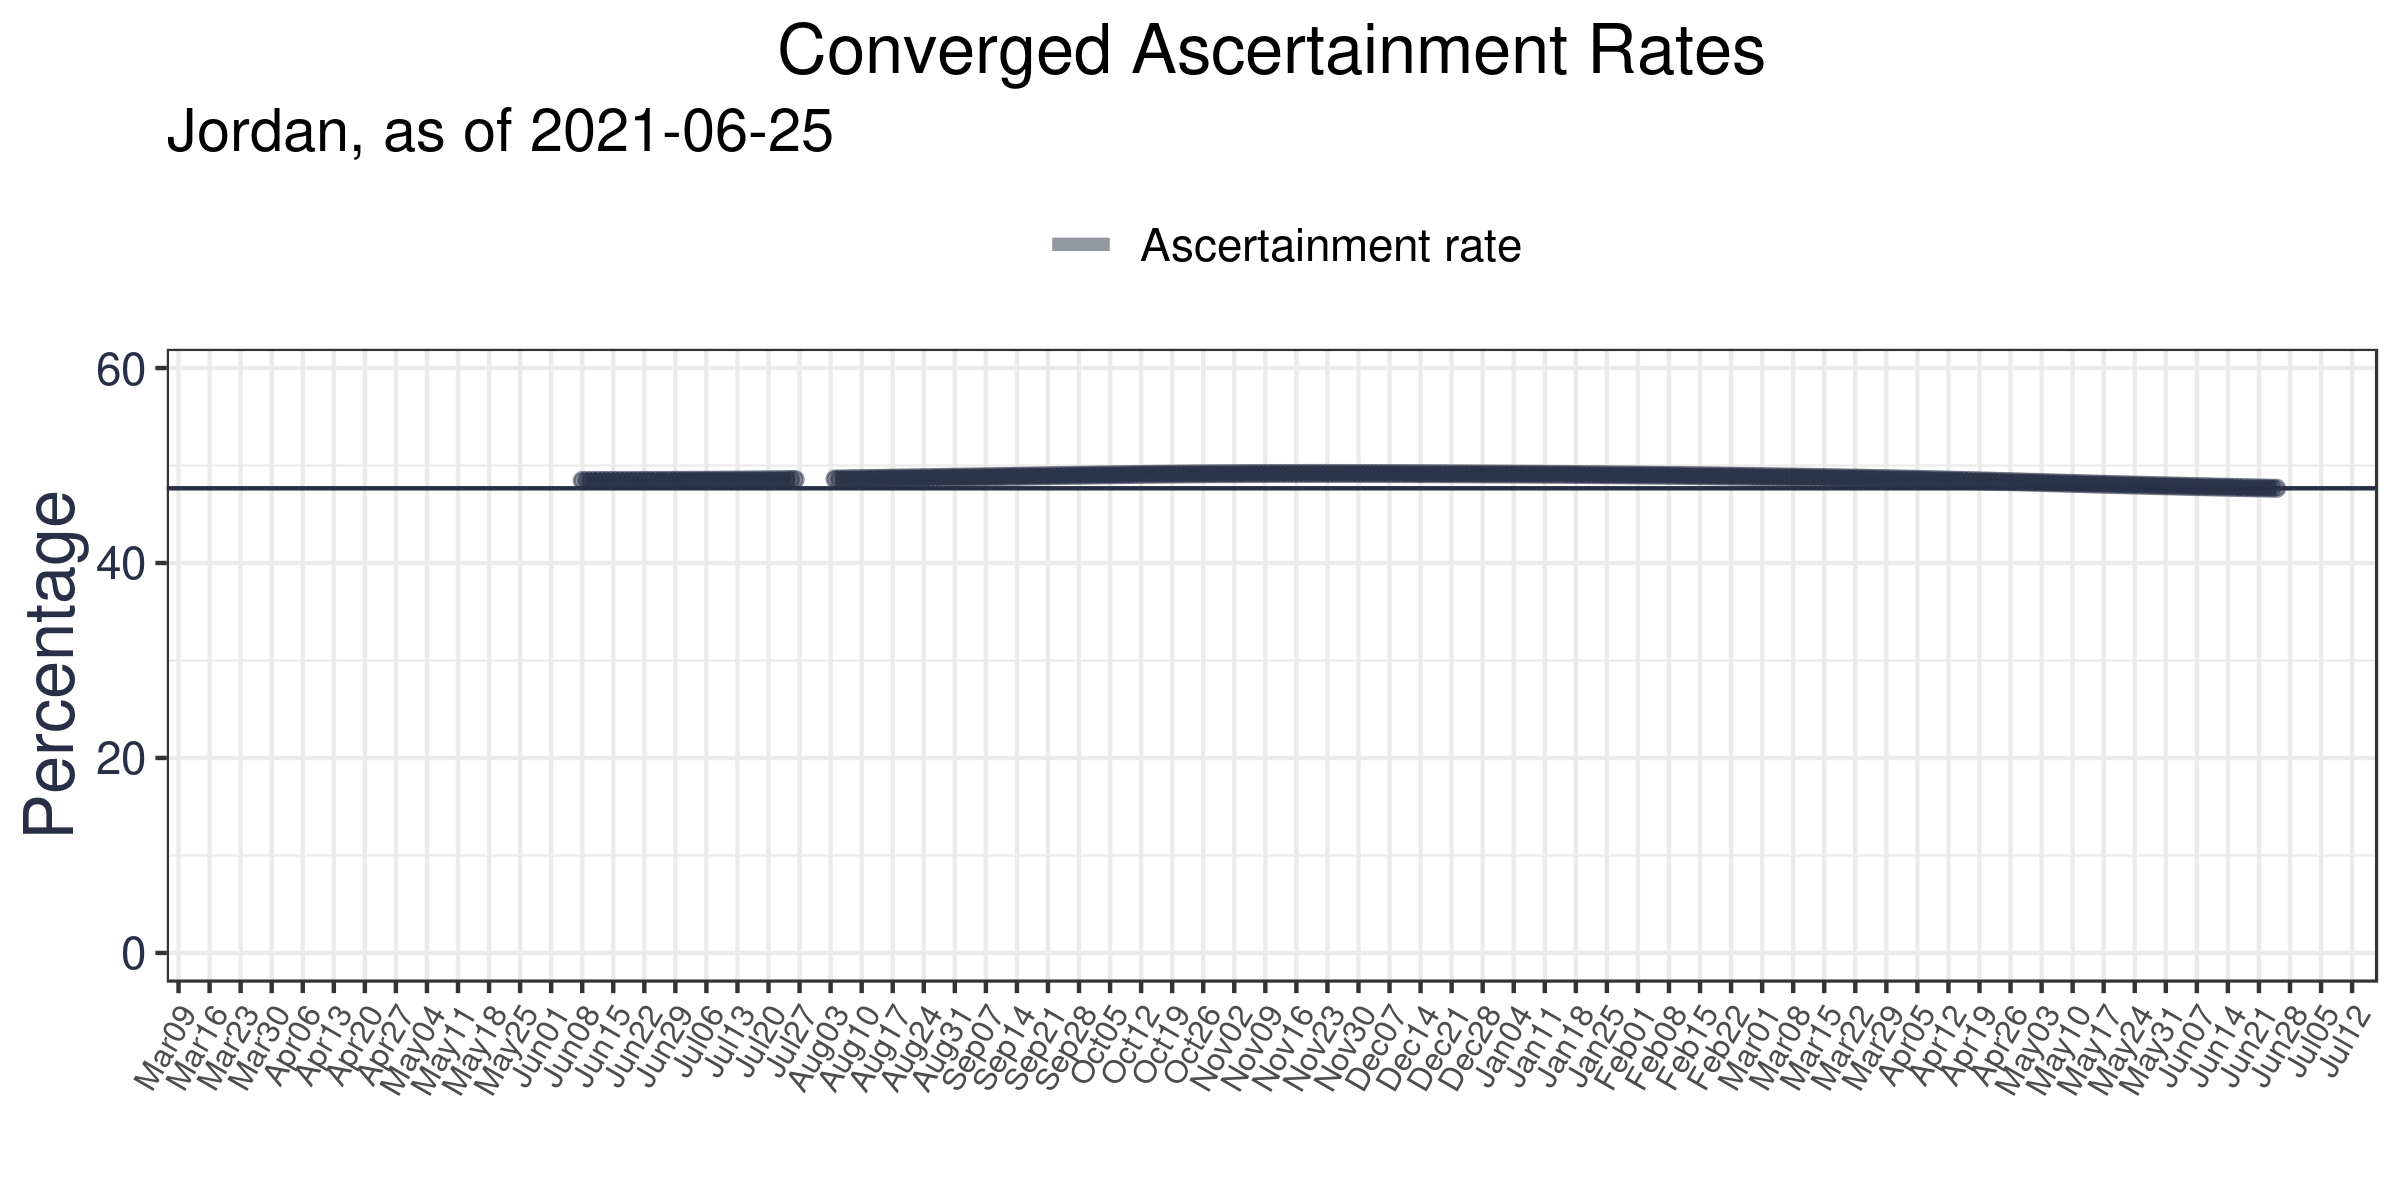 Converged Ascertainment Rates
Jordan, as of 2021-06-25
Ascertainment rate
Percentage
60
40
20
0
Mar09 Mar16 Mar23 Mar30 Apr06 Apr13 Apr20 Apr27 May04 May11 May18 May25 Jun01 Jun08 Jun15 Jun22 Jun29 Jul06 Jul13 Jul20 Jul27 Aug03 Aug10 Aug17 Aug24 Aug31 Sep07 Sep14 Sep21 Sep28 Oct05 Oct12 Oct19 Oct26 Nov02 Nov09 Nov16 Nov23 Nov30 Dec07 Dec14 Dec21 Dec28 Jan04 Jan11 Jan18 Jan25 Feb01 Feb08 Feb15 Feb22 Mar01 Mar08 Mar15 Mar22 Mar29 Apr05 Apr12 Apr19 Apr26 May03 May10 May17 May24 May31 Jun07 Jun14 Jun21 Jun28 Jul05 Jul12